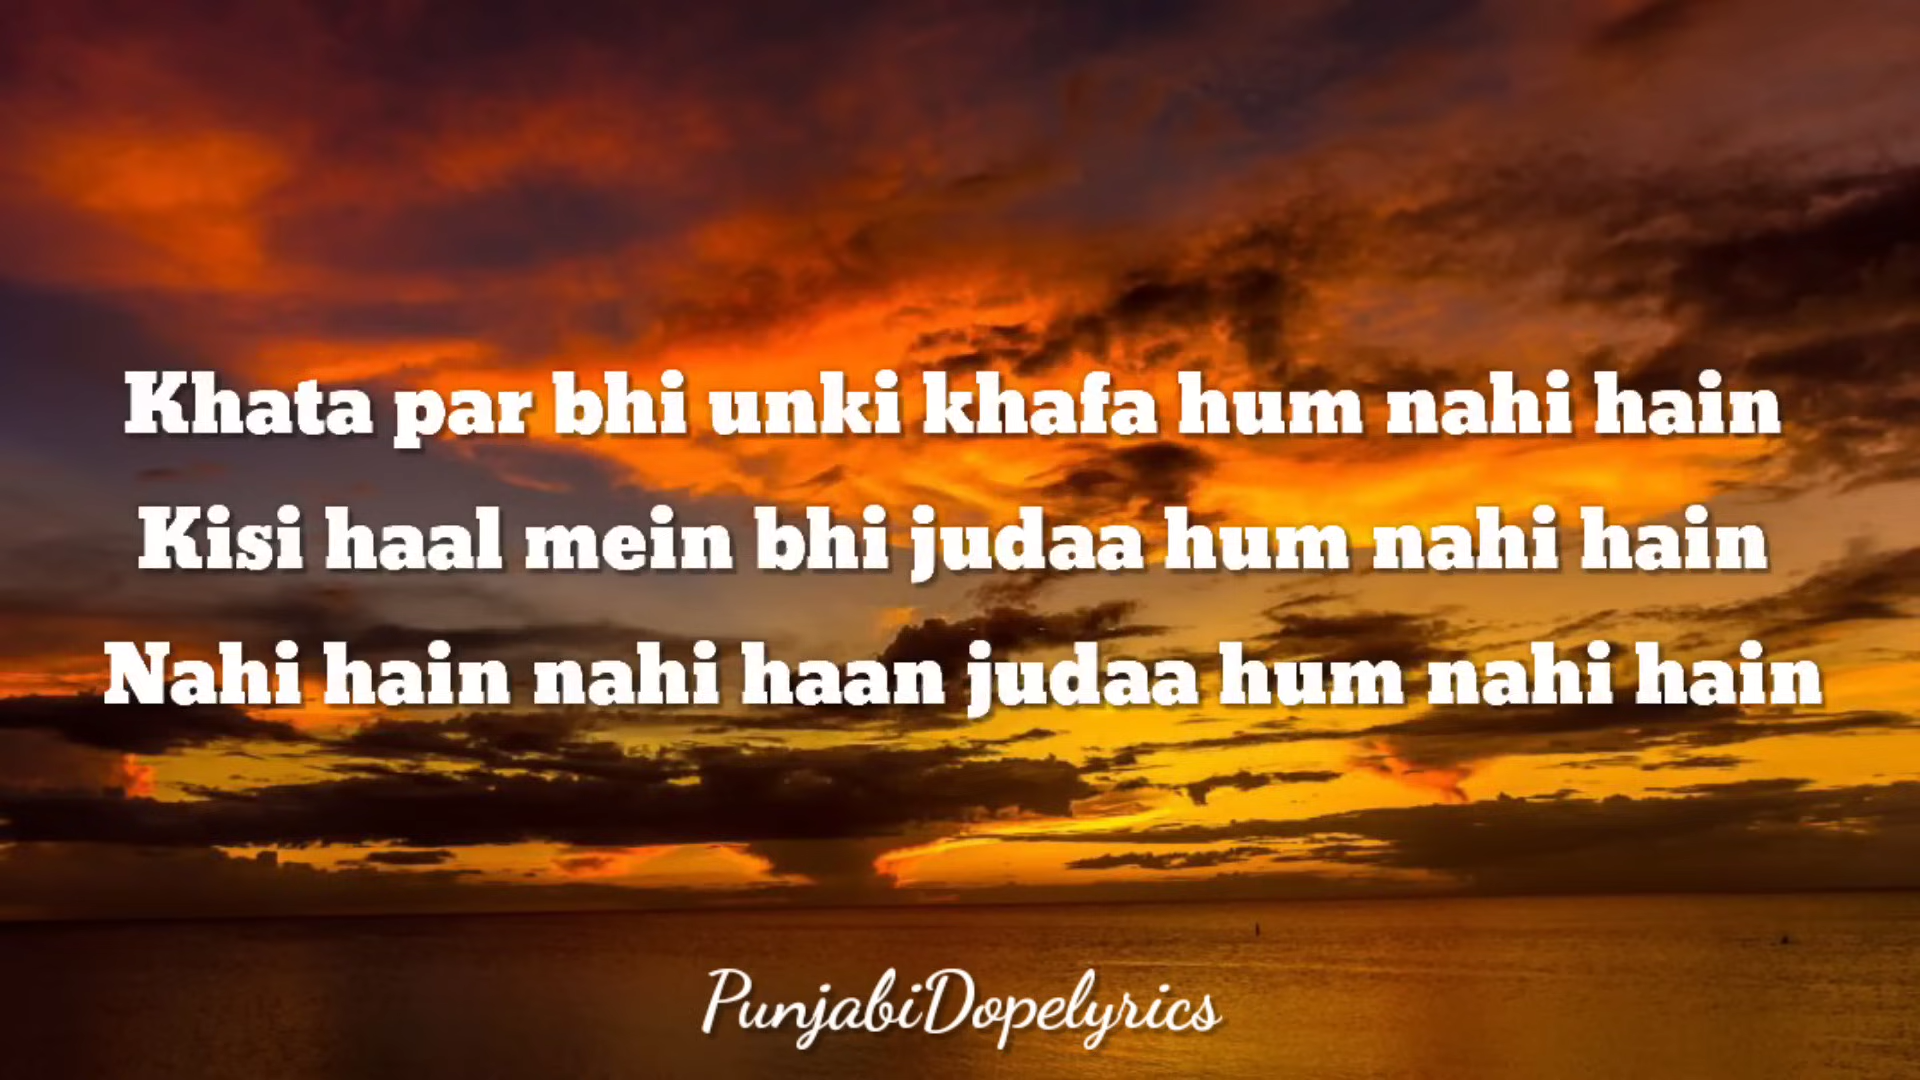 Khata par bhi unki khafa hum nahi hain
Kisi haal mein bhi judaa hum nahi hain
Nahi hain nahi haan judaa hum nahi hain
PunjabiDopelyrics